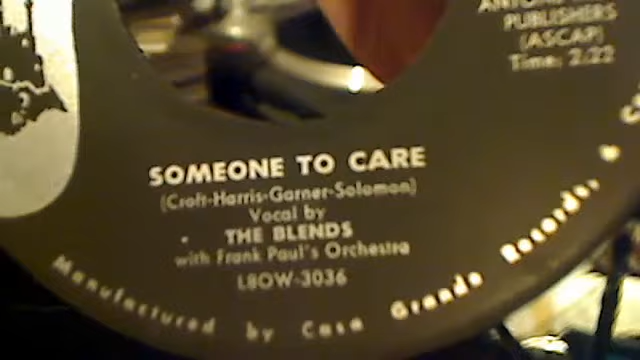 PUBLISHERS
(ASCAP)
Time: 2:22
SOMEONE TO CARE
(Croft-Harris-Garner-Solomon)
Vocal by
THE BLENDS
with Frank Paul's Orchestra
L8OW-3036
Manufactured by Casa Grande Records,